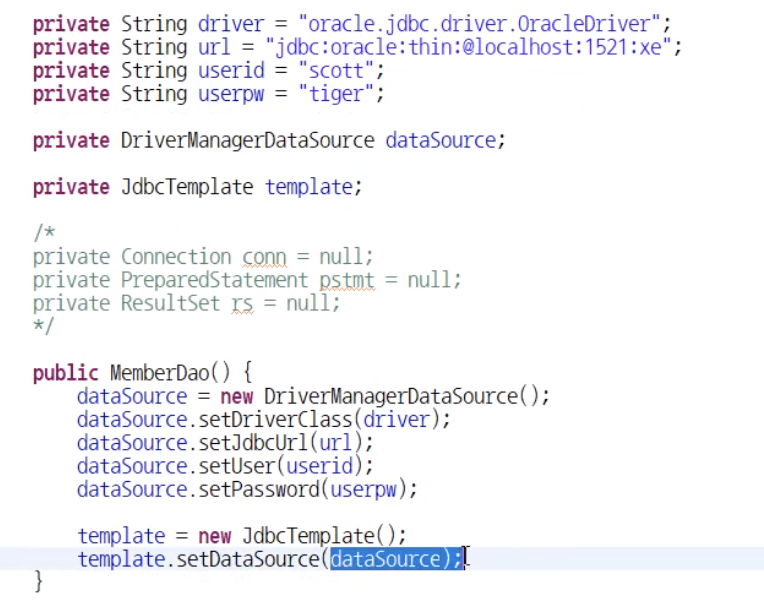 private String driver = "oracle.jdbc.driver.OracleDriver";
private String url = "jdbc:oracle:thin:@localhost:1521:xe";
private String userid = "scott";
private String userpw = "tiger";
private DriverManagerDataSource dataSource;
private JdbcTemplate template;
/*
private Connection conn = null;
private PreparedStatement pstmt = null;
private ResultSet rs = null;
*/
public MemberDao() {
dataSource = new DriverManagerDataSource();
dataSource.setDriverClass(driver);
dataSource.setJdbcUrl(url);
dataSource.setUser(userid);
dataSource.setPassword(userpw);
template = new JdbcTemplate();
template.setDataSource(dataSource);
}